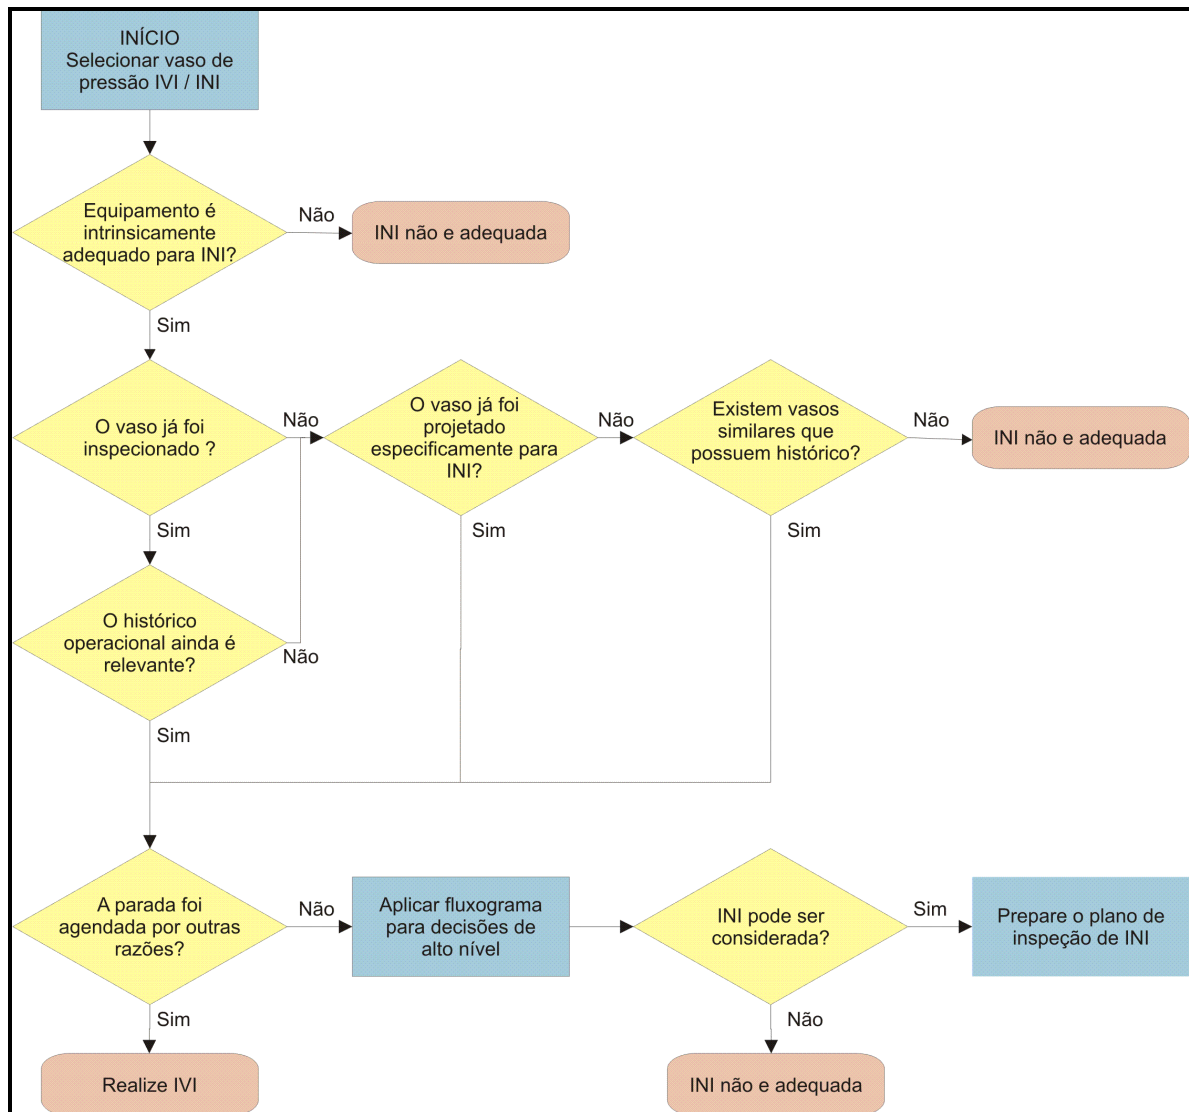 INÍCIO
Selecionar vaso de
pressão IVI / INI
Equipamento é
intrinsicamente
adequado para INI?
Não
INI não e adequada
Sim
O vaso já foi
inspecionado ?
Não
O vaso já foi
projetado
especificamente para
INI?
Não
Existem vasos
similares que
possuem histórico?
Não
INI não e adequada
Sim
Sim
Sim
O histórico
operacional ainda é
relevante?
Não
Sim
A parada foi
agendada por outras
razões?
Não
Aplicar fluxograma
para decisões de
alto nível
INI pode ser
considerada?
Sim
Prepare o plano de
inspeção de INI
Sim
Não
Realize IVI
INI não e adequada